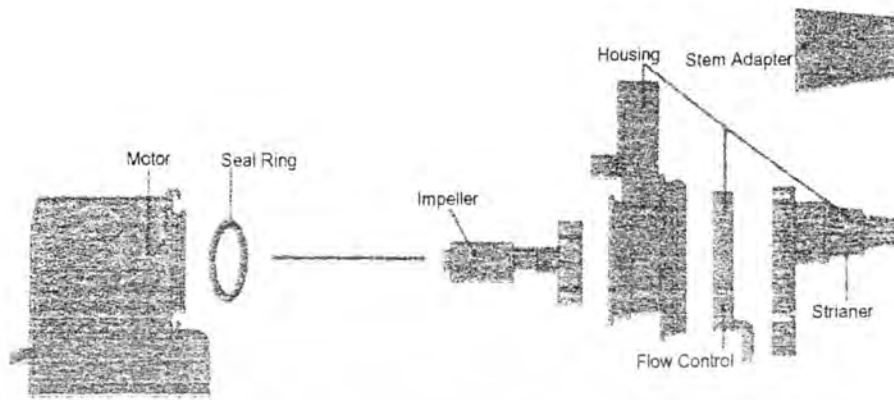 Housing
Stem Adapter
Motor
Seal Ring
Impeller
Strianer
Flow Control